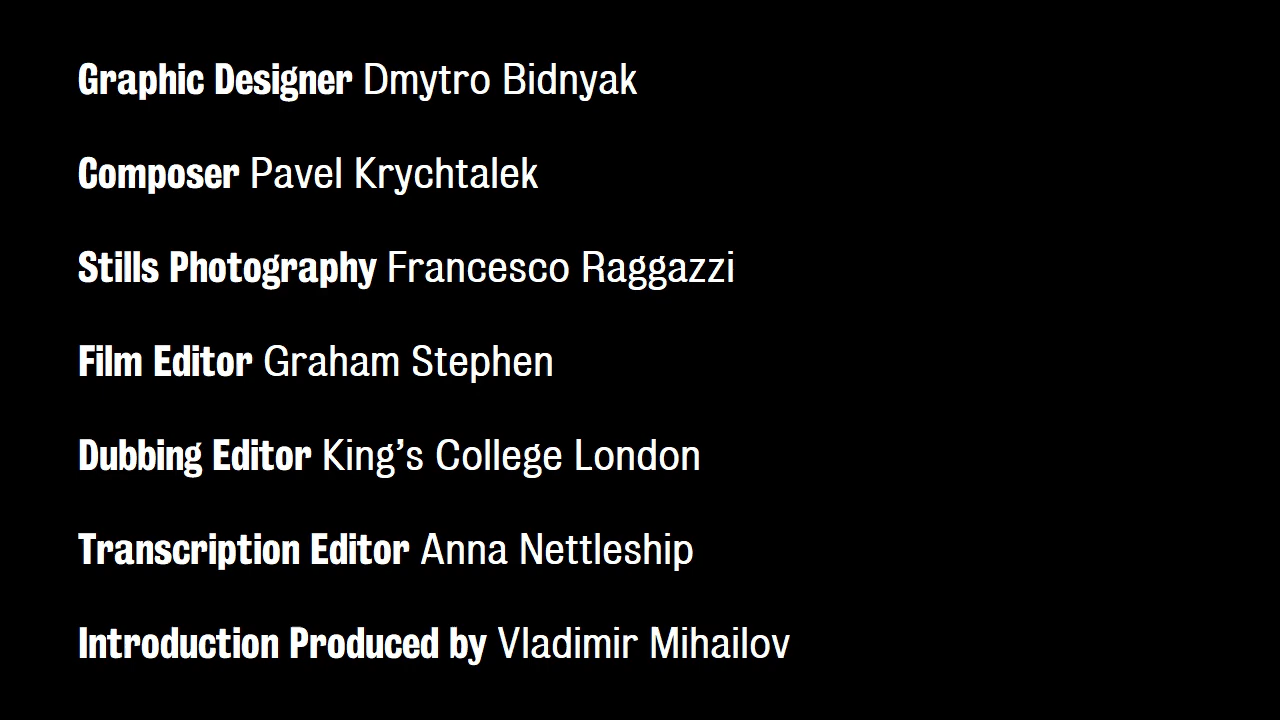 Graphic Designer Dmytro Bidnyak
Composer Pavel Krychtalek
Stills Photography Francesco Raggazzi
Film Editor Graham Stephen
Dubbing Editor King’s College London
Transcription Editor Anna Nettleship
Introduction Produced by Vladimir Mihailov